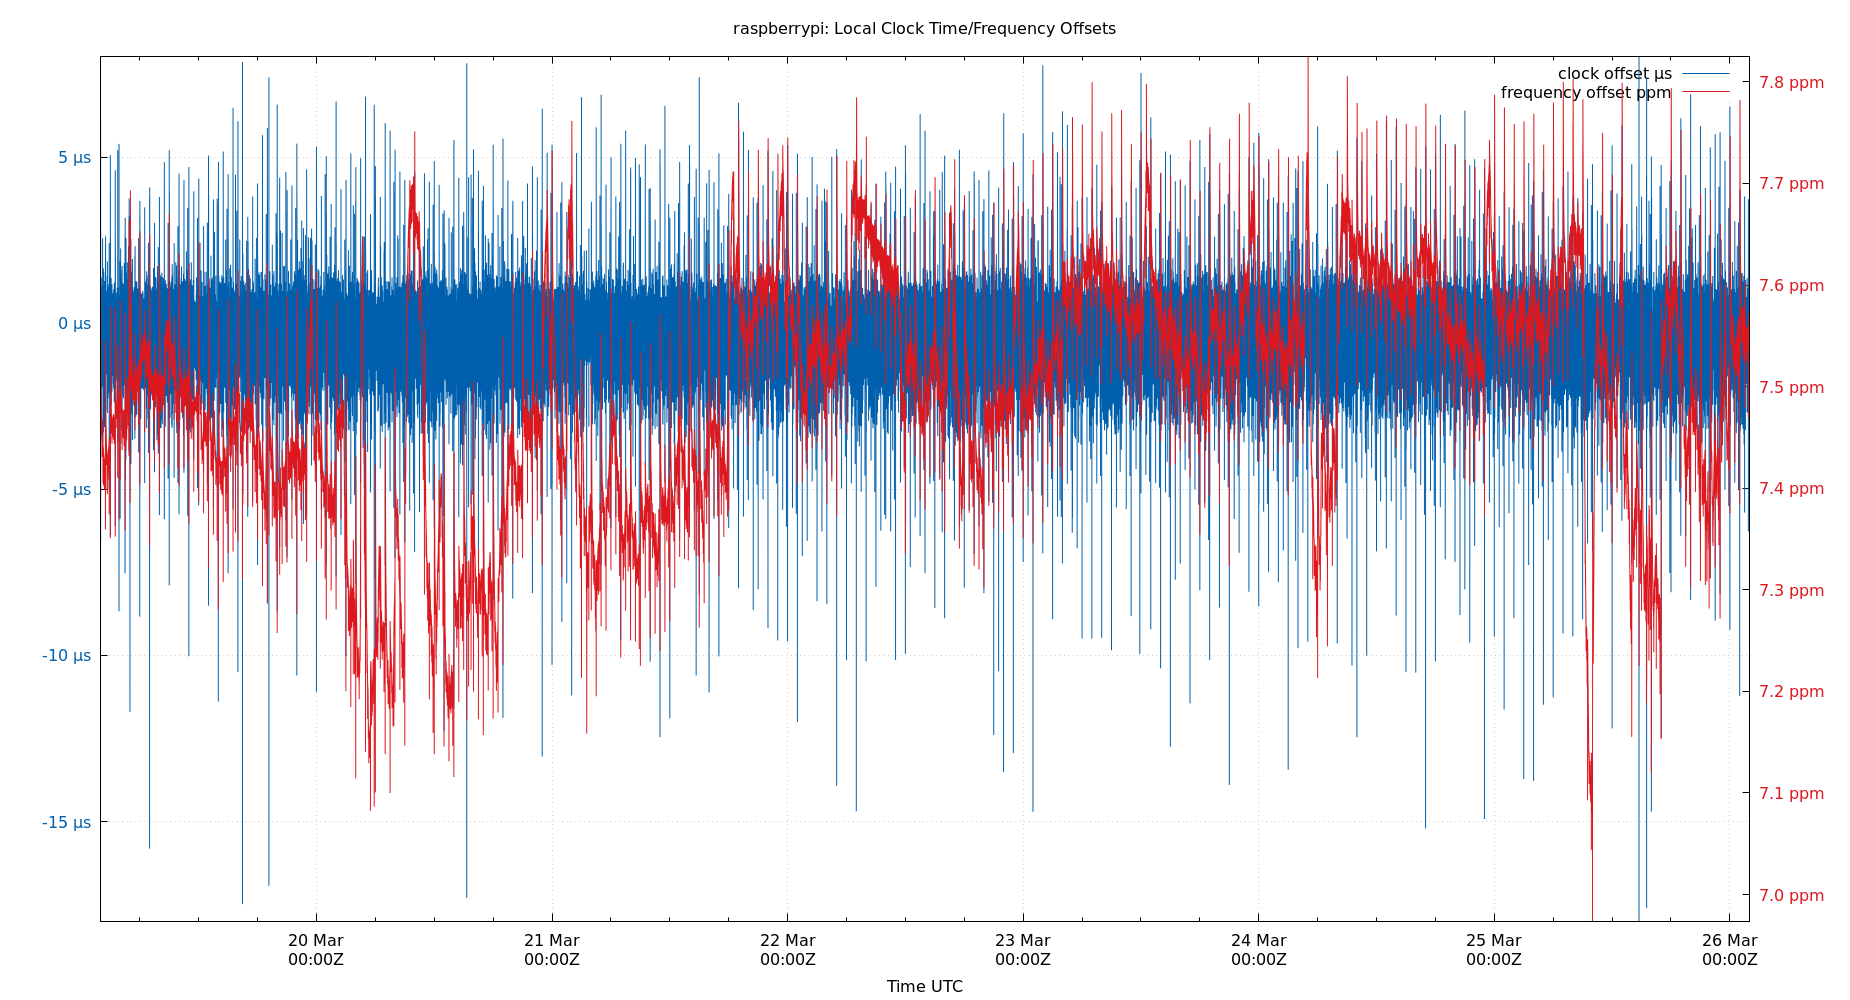 raspberrypi: Local Clock Time/Frequency Offsets
clock offset µs
frequency offset ppm
5 µs
0 µs
-5 µs
-10 µs
-15 µs
7.8 ppm
7.7 ppm
7.6 ppm
7.5 ppm
7.4 ppm
7.3 ppm
7.2 ppm
7.1 ppm
7.0 ppm
20 Mar
00:00Z
21 Mar
00:00Z
22 Mar
00:00Z
23 Mar
00:00Z
24 Mar
00:00Z
25 Mar
00:00Z
26 Mar
00:00Z
Time UTC